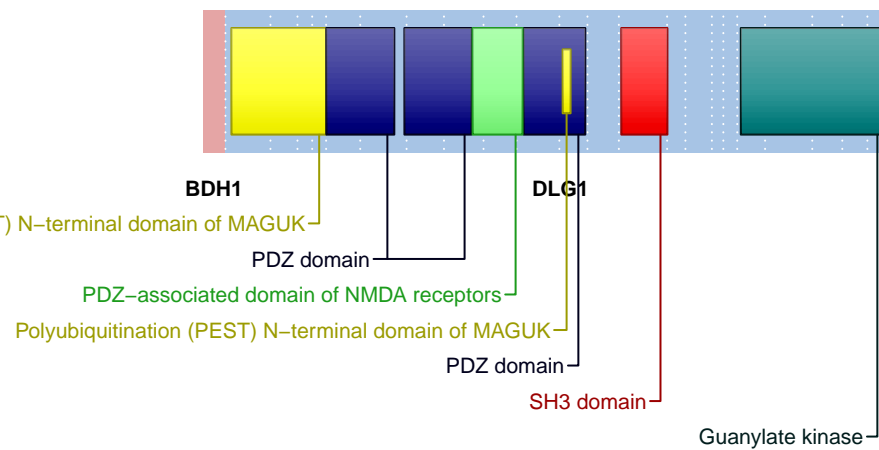 BDH1 DLG1
T) N−terminal domain of MAGUK
PDZ domain
PDZ−associated domain of NMDA receptors
Polyubiquitination (PEST) N−terminal domain of MAGUK
PDZ domain
SH3 domain
Guanylate kinase